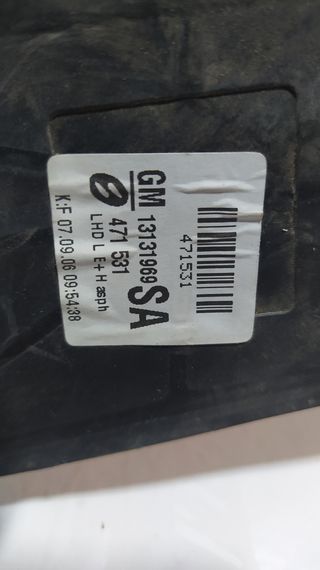 471531
GM 13131969 SA
471 531
LHD L E+H asph
K:F 07.09.06 09:54:38